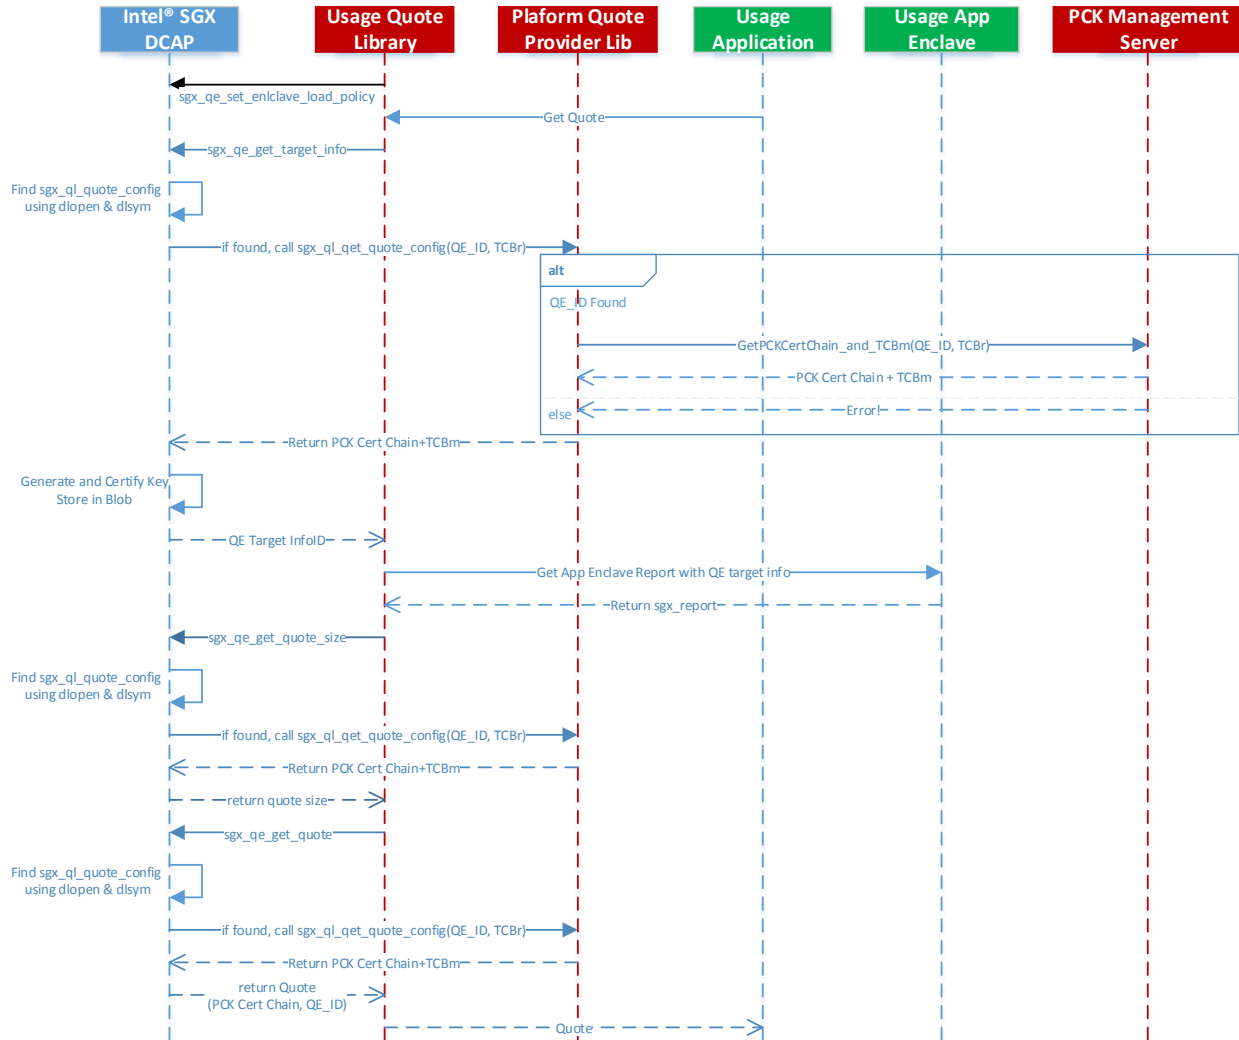 Intel® SGX
DCAP
Usage Quote
Library
Plaform Quote
Provider Lib
Usage
Application
Usage App
Enclave
PCK Management
Server
sgx_qe_set_enlclave_load_policy
Get Quote
sgx_qe_get_target_info
Find sgx_ql_quote_config
using dlopen & dlsym
if found, call sgx_ql_qet_quote_config(QE_ID, TCBr)
alt
QE_ID Found
GetPCKCertChain_and_TCBm(QE_ID, TCBr)
PCK Cert Chain + TCBm
else
Error!
Return PCK Cert Chain+TCBm
Generate and Certify Key
Store in Blob
QE Target InfoID
Get App Enclave Report with QE target info
Return sgx_report
sgx_qe_get_quote_size
Find sgx_ql_quote_config
using dlopen & dlsym
if found, call sgx_ql_qet_quote_config(QE_ID, TCBr)
Return PCK Cert Chain+TCBm
return quote size
sgx_qe_get_quote
Find sgx_ql_quote_config
using dlopen & dlsym
if found, call sgx_ql_qet_quote_config(QE_ID, TCBr)
Return PCK Cert Chain+TCBm
return Quote
(PCK Cert Chain, QE_ID)
Quote